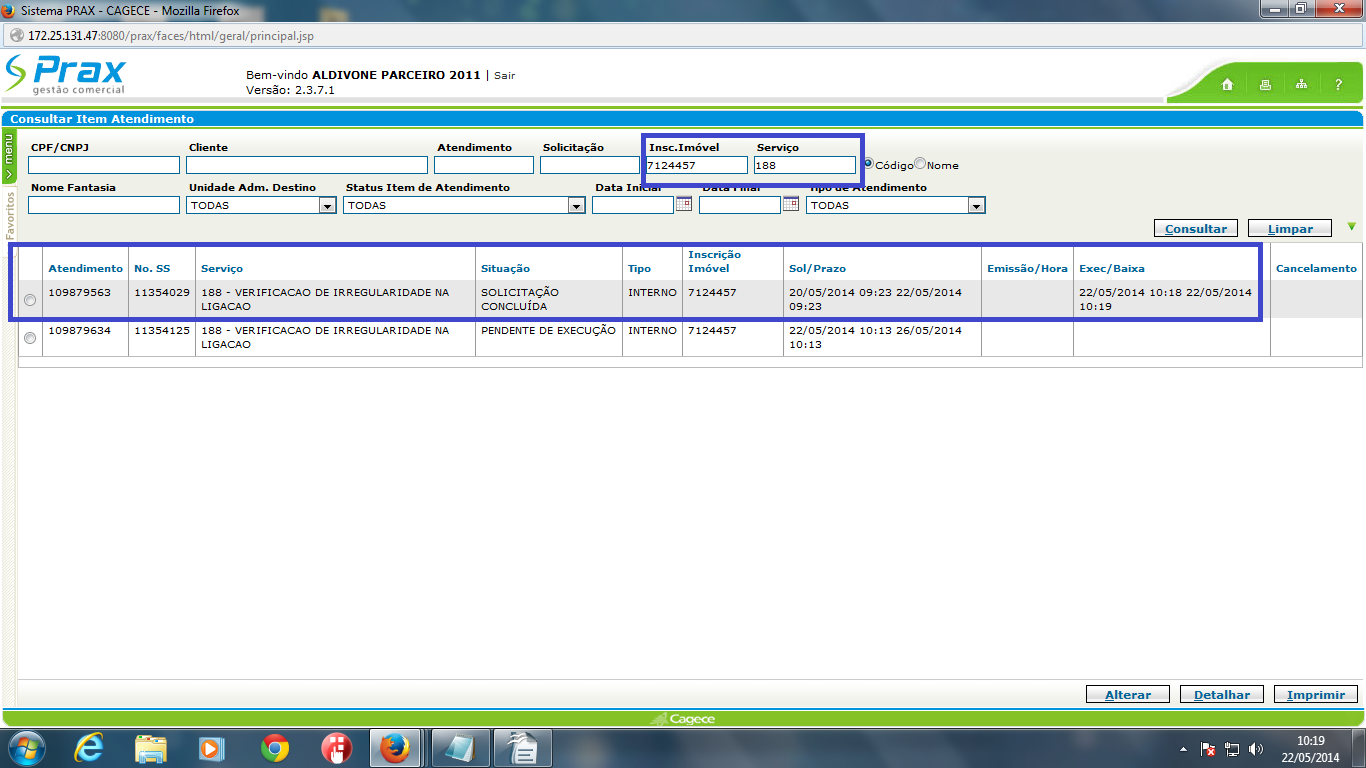 Sistema PRAX - CAGECE - Mozilla Firefox
172.25.131.47:8080/prax/faces/html/geral/principal.jsp
Prax
gestão comercial
Bem-vindo ALDIVONE PARCEIRO 2011 | Sair
Versão: 2.3.7.1
?
Consultar Item Atendimento
menu
Favoritos
CPF/CNPJ Cliente Atendimento Solicitação Insc.Imóvel Serviço
7124457 188 Código Nome
Nome Fantasia Unidade Adm. Destino Status Item de Atendimento Data Inicial Data Final Tipo de Atendimento
TODAS TODAS TODAS
Consultar Limpar
Atendimento No. SS Serviço Situação Tipo Inscrição Imóvel Sol/Prazo Emissão/Hora Exec/Baixa Cancelamento
109879563 11354029 188 - VERIFICACAO DE IRREGULARIDADE NA SOLICITAÇÃO INTERNO 7124457 20/05/2014 09:23 22/05/2014 22/05/2014 10:18 22/05/2014
LIGACAO CONCLUÍDA 09:23 10:19
109879634 11354125 188 - VERIFICACAO DE IRREGULARIDADE NA PENDENTE DE EXECUÇÃO INTERNO 7124457 22/05/2014 10:13 26/05/2014
LIGACAO 10:13
Alterar Detalhar Imprimir
Cagece
10:19
22/05/2014